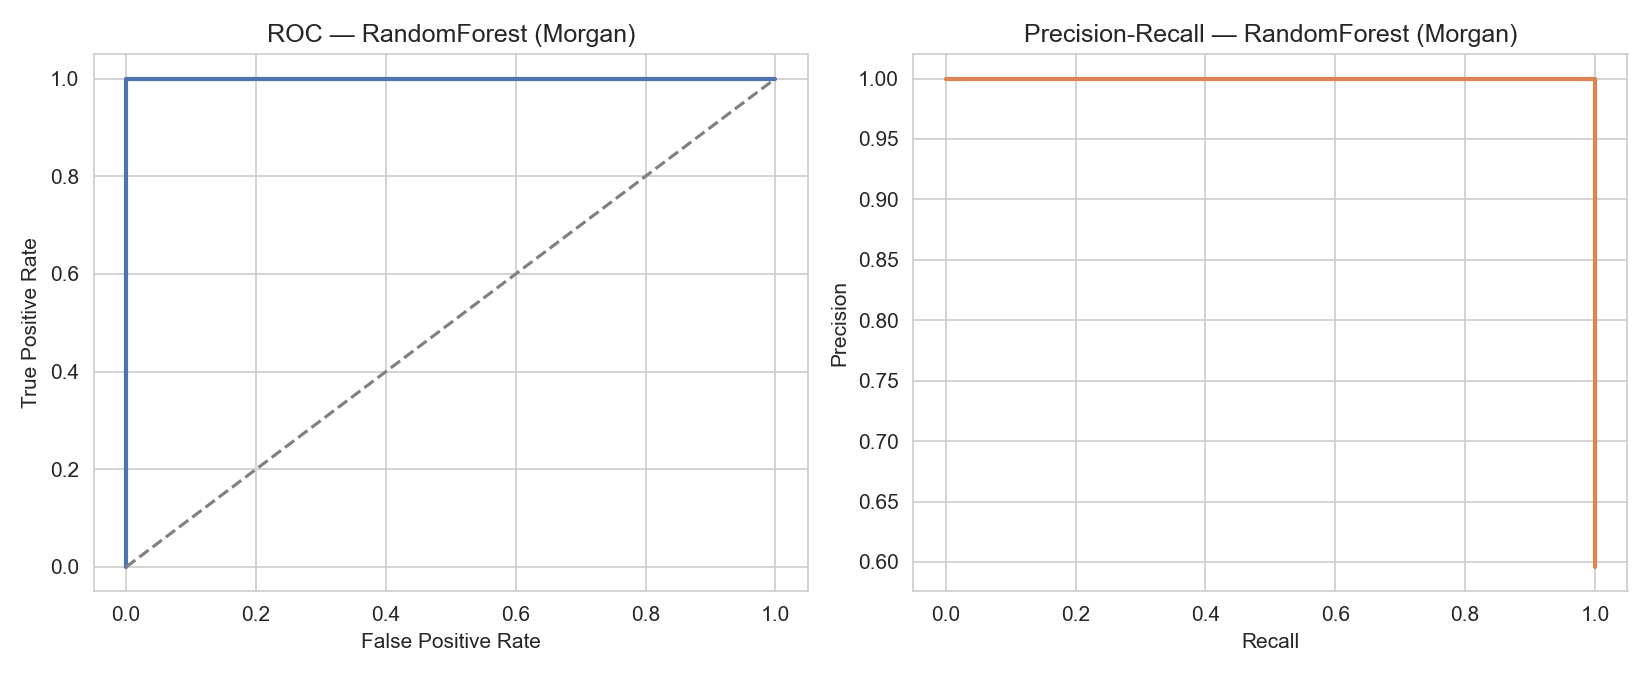 ROC — RandomForest (Morgan)
1.0
0.8
0.6
0.4
0.2
0.0
True Positive Rate
0.0 0.2 0.4 0.6 0.8 1.0
False Positive Rate
Precision-Recall — RandomForest (Morgan)
1.00
0.95
0.90
0.85
0.80
0.75
0.70
0.65
0.60
Precision
0.0 0.2 0.4 0.6 0.8 1.0
Recall